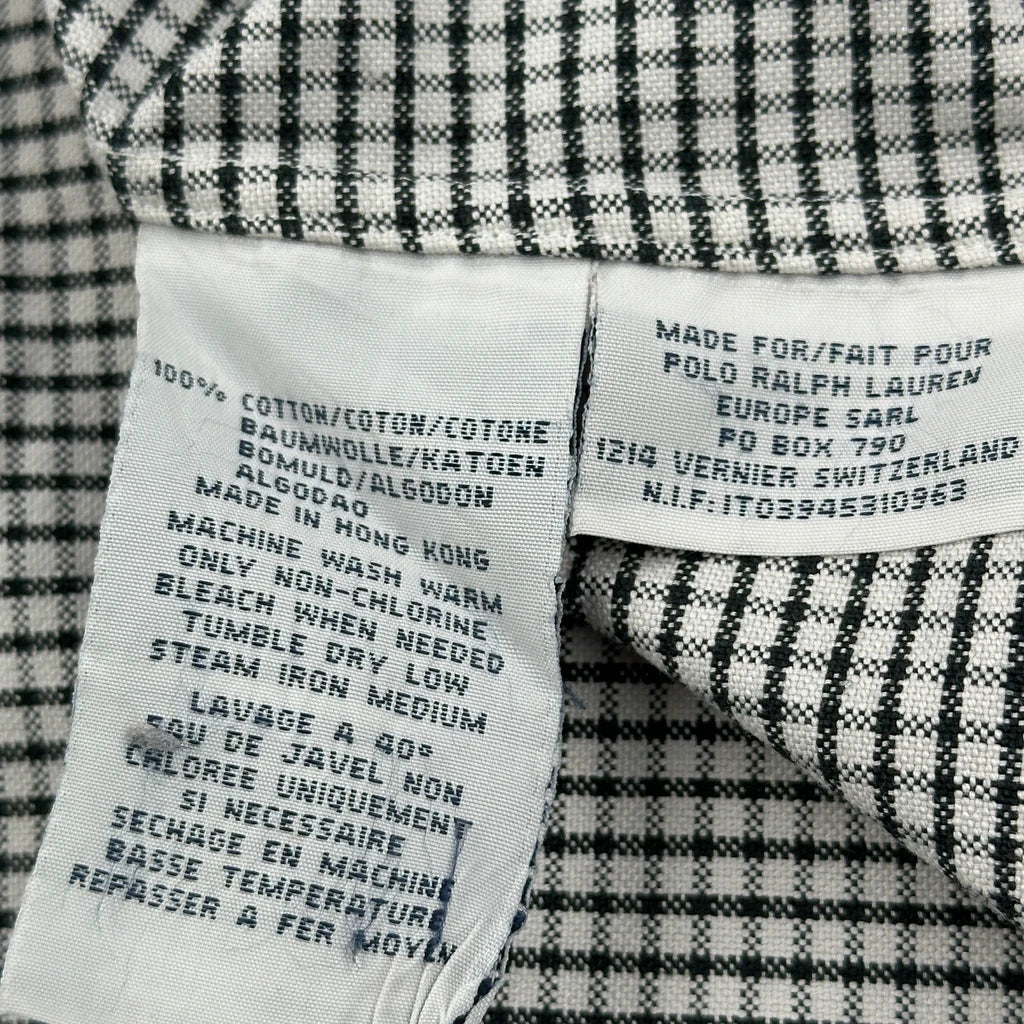 100% COTTON/COTON/COTONE
BAUMWOLLE/KATOEN
BOMULD/ALGODON
ALGODAO
MADE IN HONG KONG
MACHINE WASH WARM
ONLY NON-CHLORINE
BLEACH WHEN NEEDED
TUMBLE DRY LOW
STEAM IRON MEDIUM
LAVAGE A 40°
EAU DE JAVEL NON
CHLOREE UNIQUEMENT
SI NECESSAIRE
SECHAGE EN MACHINE
BASSE TEMPERATURE
REPASSER A FER MOYEN
MADE FOR/FAIT POUR
POLO RALPH LAUREN
EUROPE SARL
PO BOX 790
1214 VERNIER SWITZERLAND
N.I.F:IT03945310963